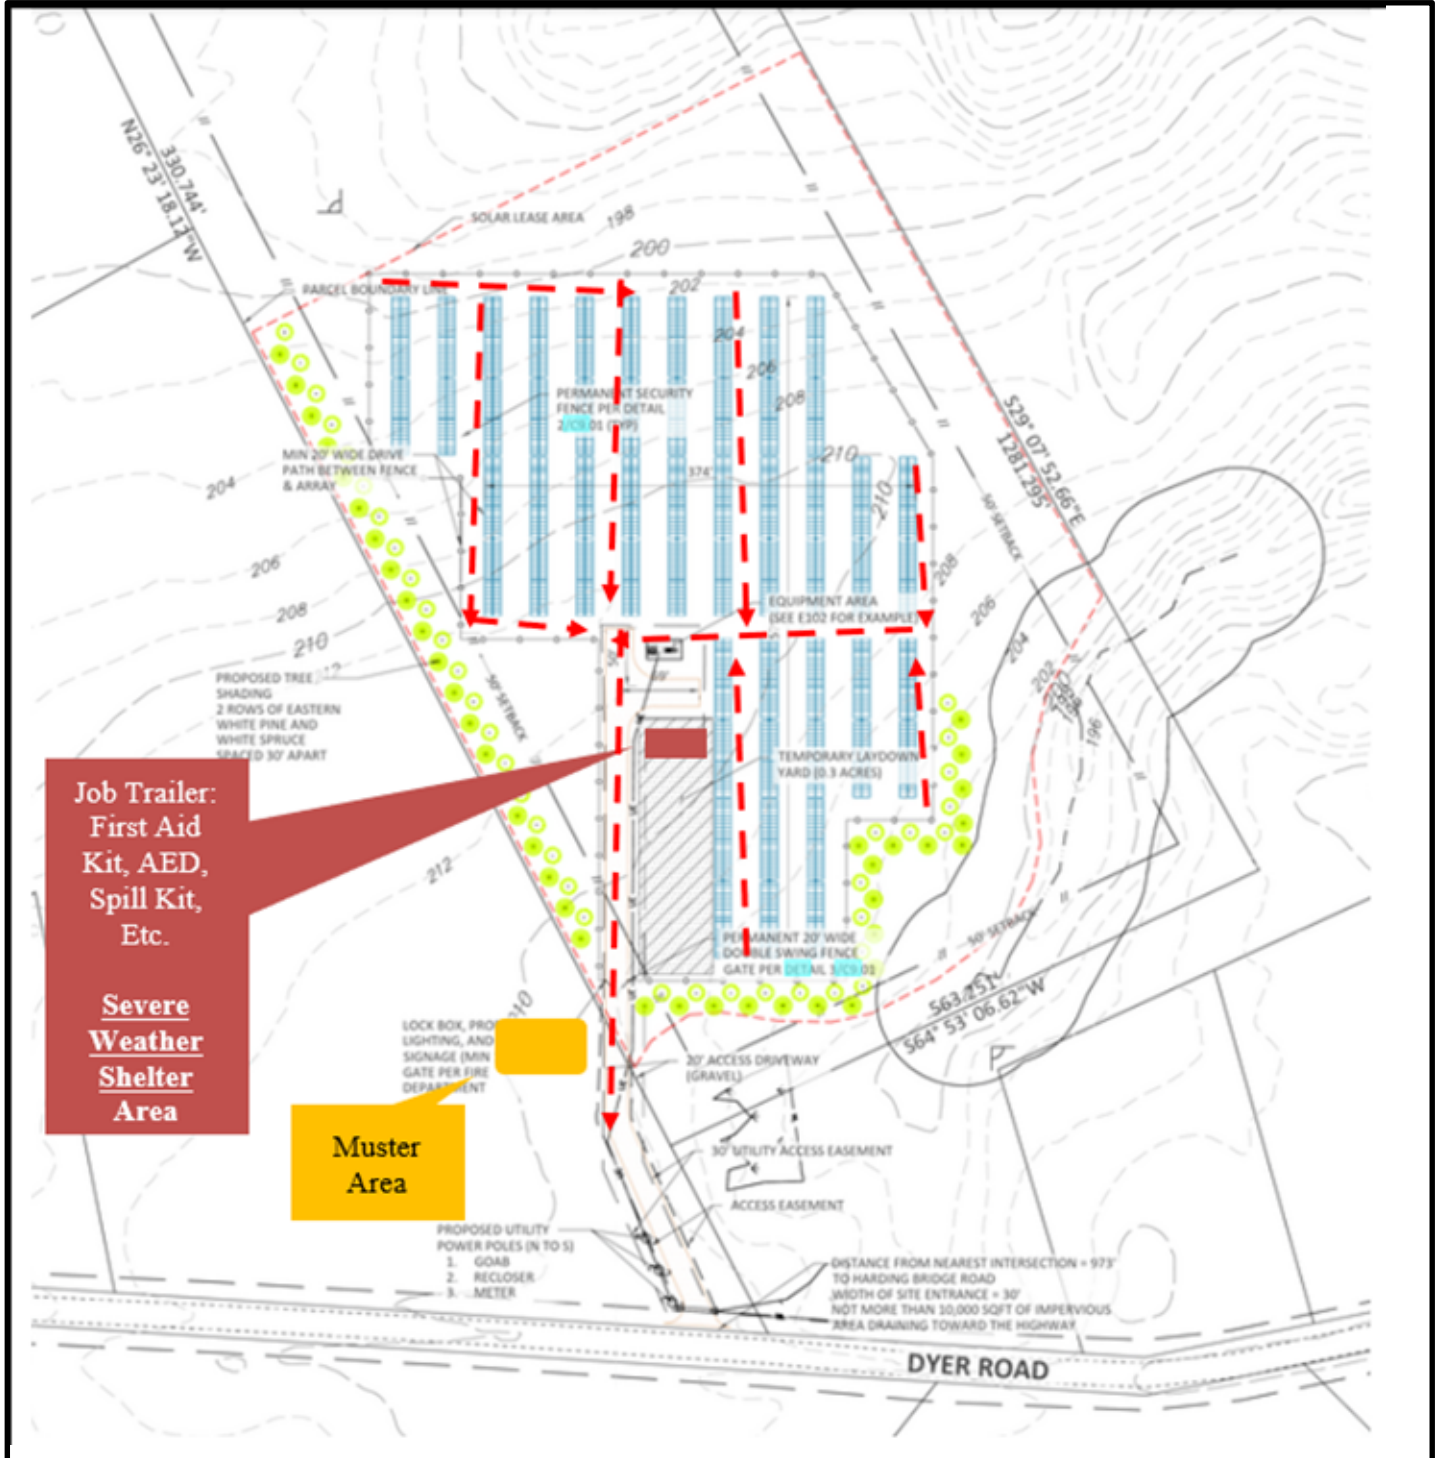 330.744'
N26° 23' 18.12" W
SOLAR LEASE AREA
198
200
202
PARCEL BOUNDARY LINE
204
206
208
PERMANENT SECURITY
FENCE PER DETAIL
2/C9.01 (TYP)
S29° 07' 52.66"E
1281.295'
MIN 20' WIDE DRIVE
PATH BETWEEN FENCE
& ARRAY
210
210
374'
204
50' SETBACK
206
208
208
206
204
202
196
EQUIPMENT AREA
(SEE E102 FOR EXAMPLE)
210
212
PROPOSED TREE
SHADING
2 ROWS OF EASTERN
WHITE PINE AND
WHITE SPRUCE
SPACED 30' APART
50' SETBACK
TEMPORARY LAYDOWN
YARD (0.3 ACRES)
Job Trailer:
First Aid
Kit, AED,
Spill Kit,
Etc.
Severe
Weather
Shelter
Area
212
PERMANENT 20' WIDE
DOUBLE SWING FENCE
GATE PER DETAIL 3/C9.01
50' SETBACK
563.251'
S64° 53' 06.62"W
210
LOCK BOX, PRO
LIGHTING, AND
SIGNAGE (MIN
GATE PER FIRE
DEPARTMENT
20' ACCESS DRIVEWAY
(GRAVEL)
Muster
Area
30' UTILITY ACCESS EASEMENT
ACCESS EASEMENT
PROPOSED UTILITY
POWER POLES (N TO S)
1. GOAB
2. RECLOSER
3. METER
DISTANCE FROM NEAREST INTERSECTION = 973'
TO HARDING BRIDGE ROAD
WIDTH OF SITE ENTRANCE = 30'
NOT MORE THAN 10,000 SQFT OF IMPERVIOUS
AREA DRAINING TOWARD THE HIGHWAY
DYER ROAD